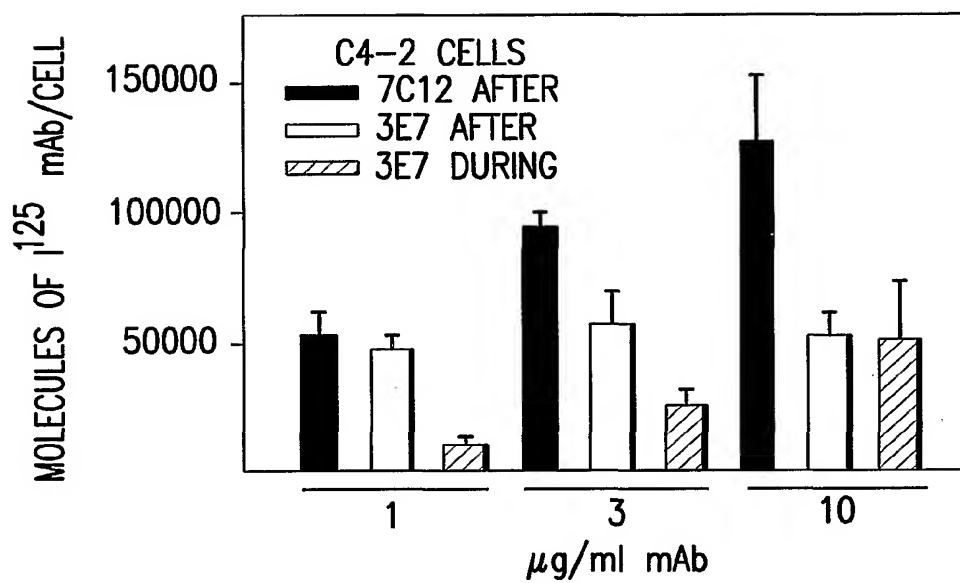 C4-2 CELLS
7C12 AFTER
3E7 AFTER
3E7 DURING
MOLECULES OF I125 mAb/CELL
150000
100000
50000
1 3 10
µg/ml mAb